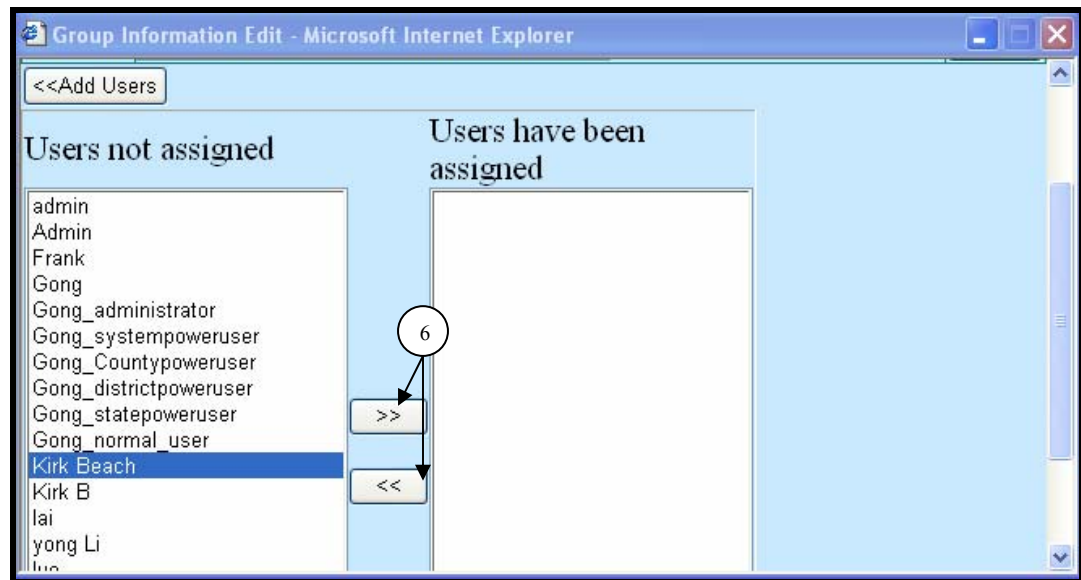 Group Information Edit - Microsoft Internet Explorer
<<Add Users
Users not assigned
Users have been
assigned
admin
Admin
Frank
Gong
Gong_administrator
Gong_systempoweruser
Gong_Countypoweruser
Gong_districtpoweruser
Gong_statepoweruser
Gong_normal_user
Kirk Beach
Kirk B
lai
yong Li
6
>>
<<